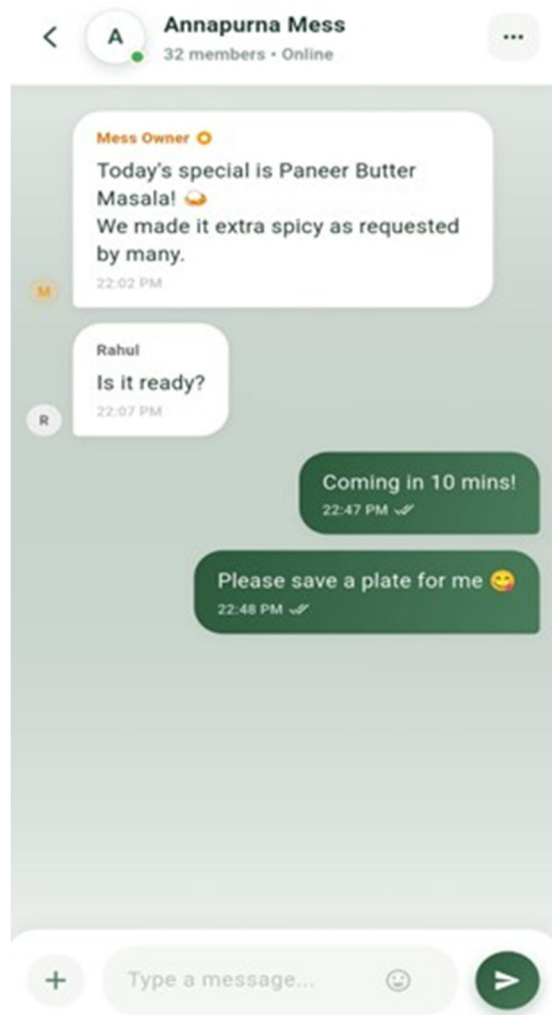 A
Annapurna Mess
32 members • Online
Mess Owner
Today's special is Paneer Butter
Masala! 🍛
We made it extra spicy as requested
by many.
22:02 PM
M
Rahul
Is it ready?
22:07 PM
R
Coming in 10 mins!
22:47 PM
Please save a plate for me 😋
22:48 PM
Type a message...